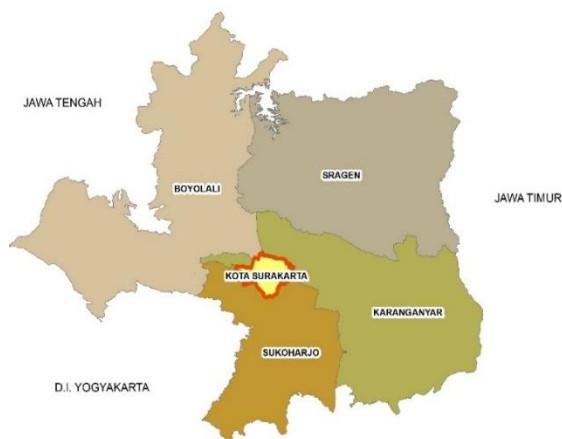 JAWA TENGAH
BOYOLALI
SRAGEN
JAWA TIMUR
KOTA SURAKARTA
KARANGANYAR
SUKOHARJO
D.I. YOGYAKARTA